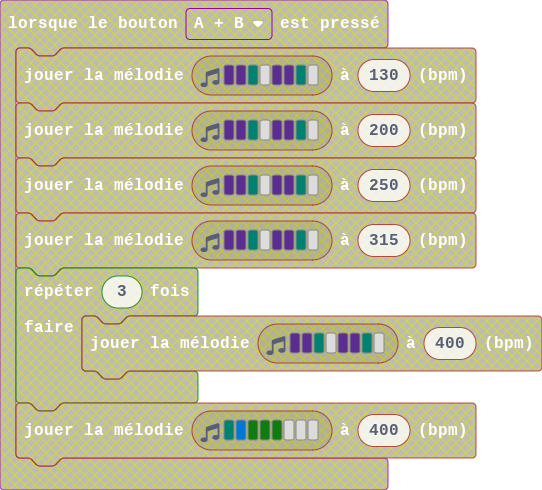 lorsque le bouton A + B est pressé
jouer la mélodie à 130 (bpm)
jouer la mélodie à 200 (bpm)
jouer la mélodie à 250 (bpm)
jouer la mélodie à 315 (bpm)
répéter 3 fois
faire
jouer la mélodie à 400 (bpm)
jouer la mélodie à 400 (bpm)